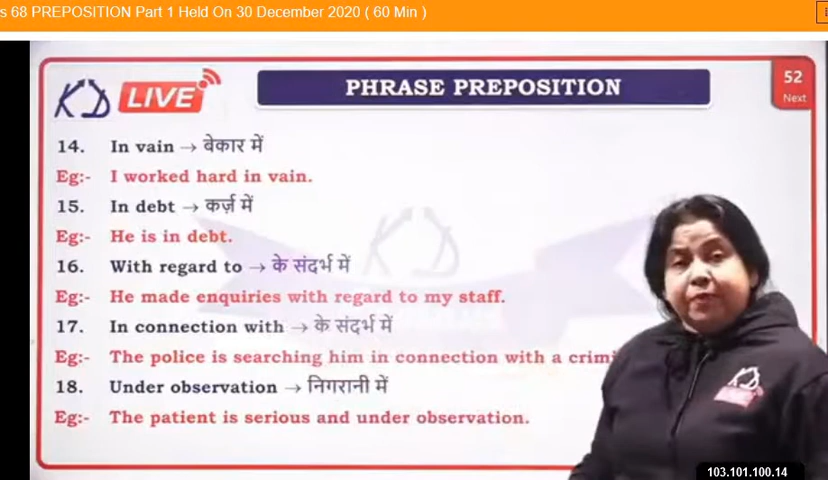 s 68 PREPOSITION Part 1 Held On 30 December 2020 ( 60 Min )
KD LIVE
PHRASE PREPOSITION
52
Next
14. In vain → बेकार में
Eg:- I worked hard in vain.
15. In debt → कर्ज़ में
Eg:- He is in debt.
16. With regard to → के संदर्भ में
Eg:- He made enquiries with regard to my staff.
17. In connection with → के संदर्भ में
Eg:- The police is searching him in connection with a crim
18. Under observation → निगरानी में
Eg:- The patient is serious and under observation.
103.101.100.14